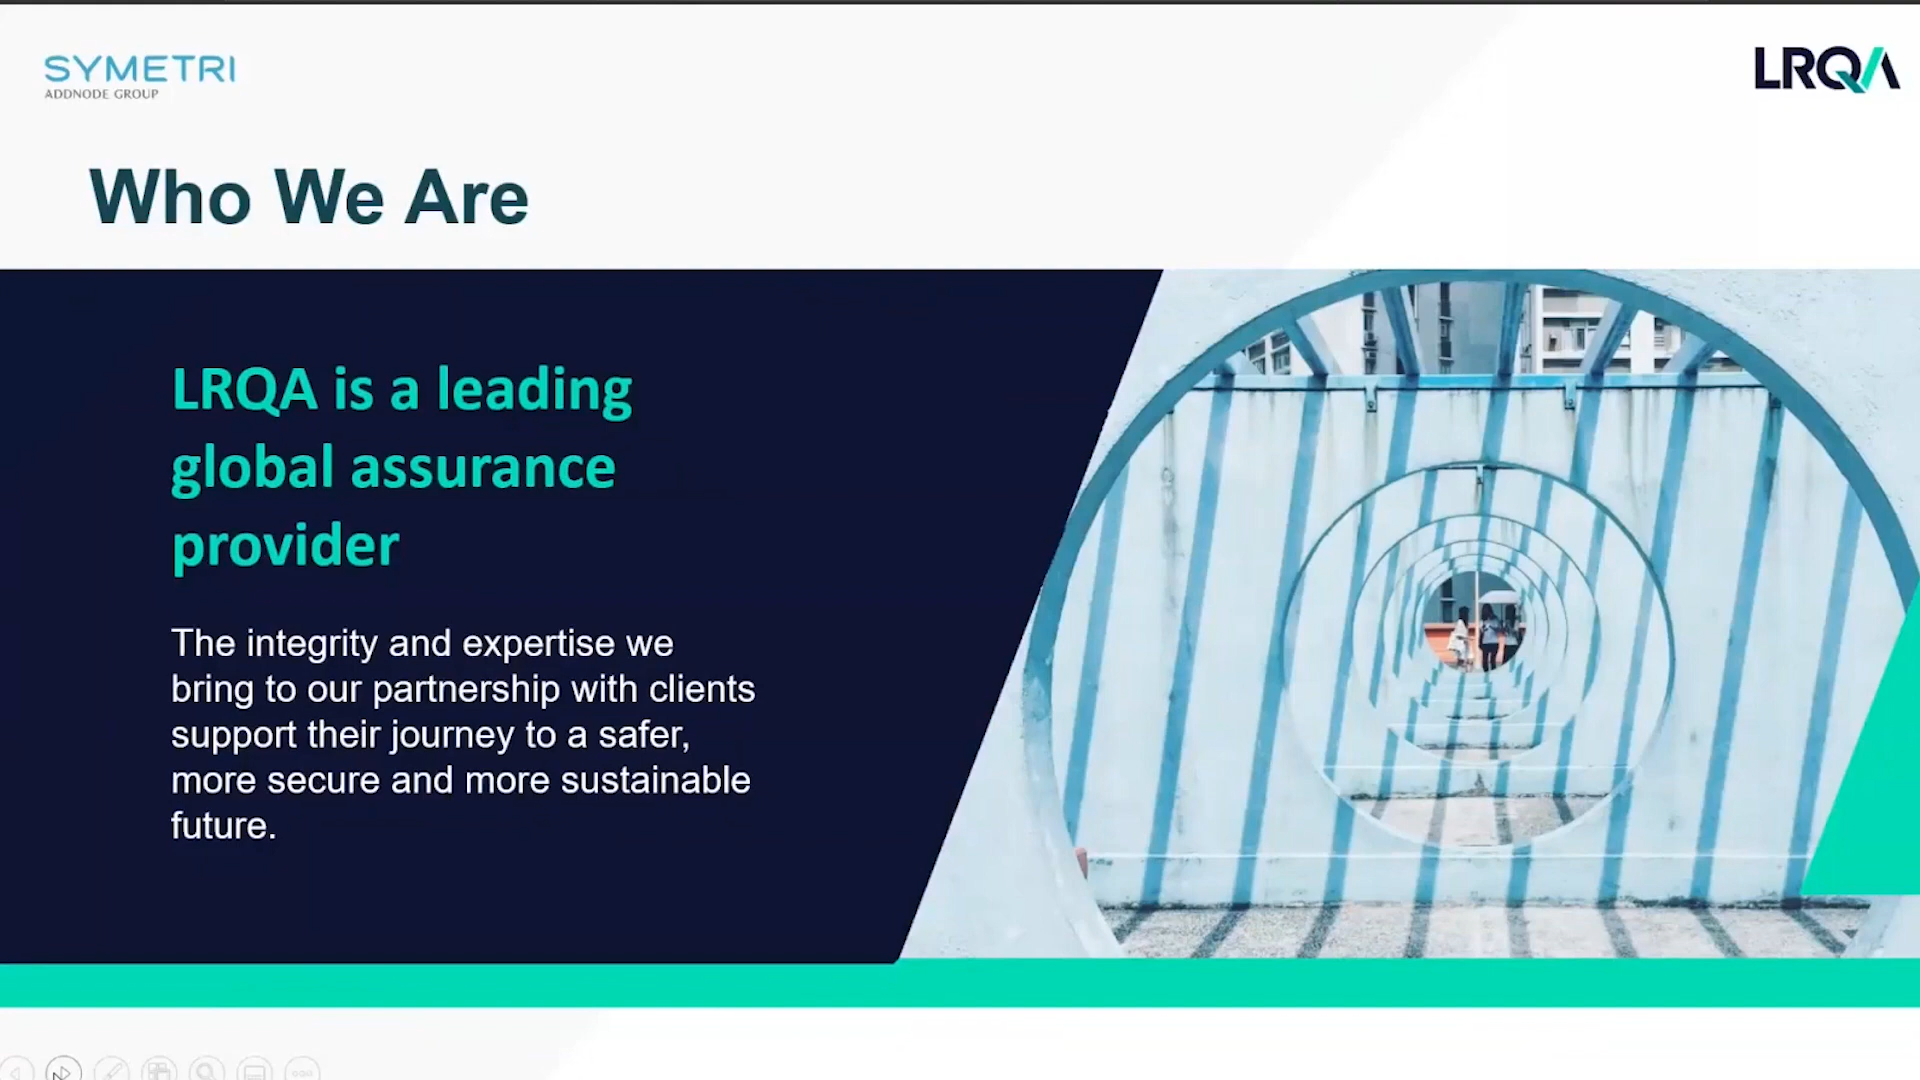 SYMETRI
ADDNODE GROUP
LRQA
Who We Are
LRQA is a leading
global assurance
provider
The integrity and expertise we
bring to our partnership with clients
support their journey to a safer,
more secure and more sustainable
future.